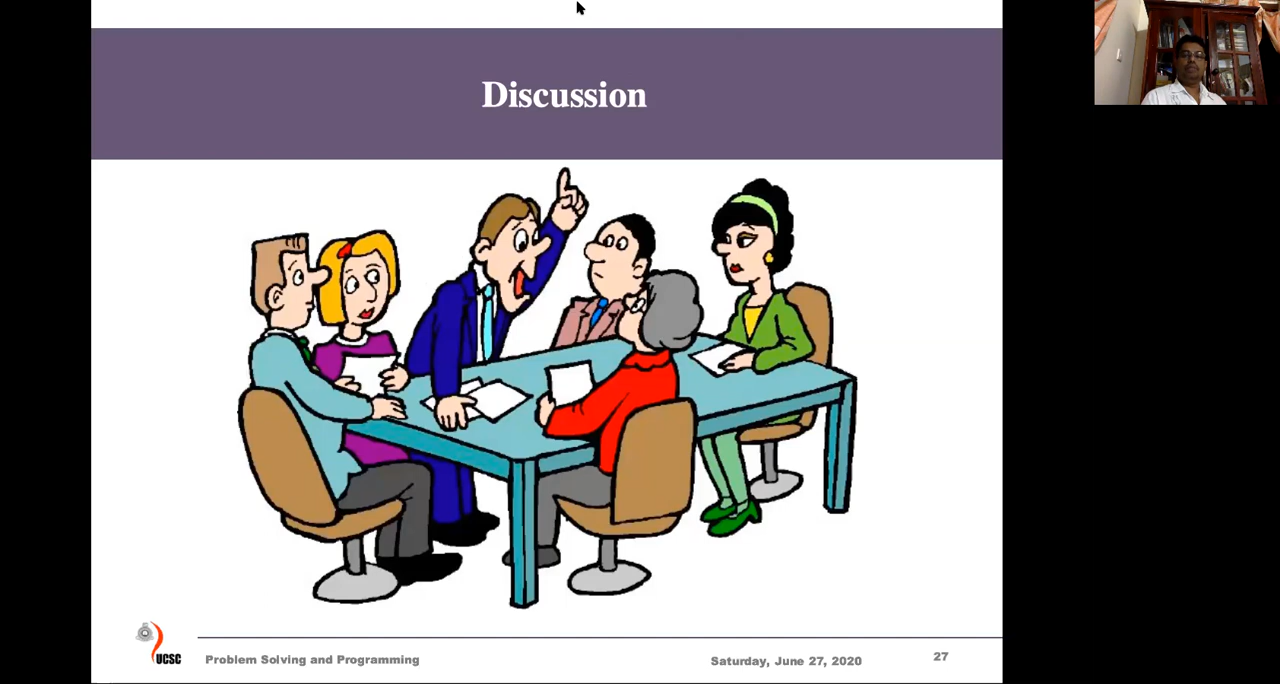 Discussion
UCSC
Problem Solving and Programming
Saturday, June 27, 2020
27